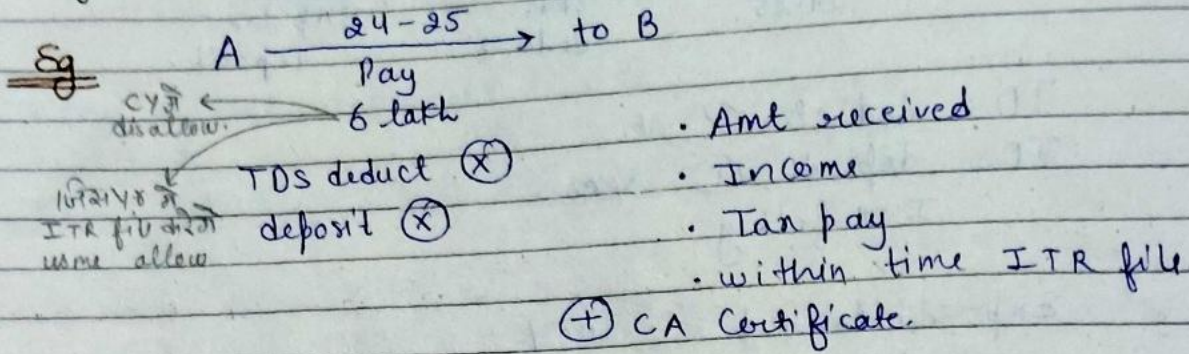 Eg
A 24-25 to B
Pay
6 lakh
CY में
disallow.
TDS deduct X
deposit X
जिस Yr में
ITR file करेगा
usme allow
• Amt received
• Income
• Tax pay
• within time ITR file
+ CA Certificate.